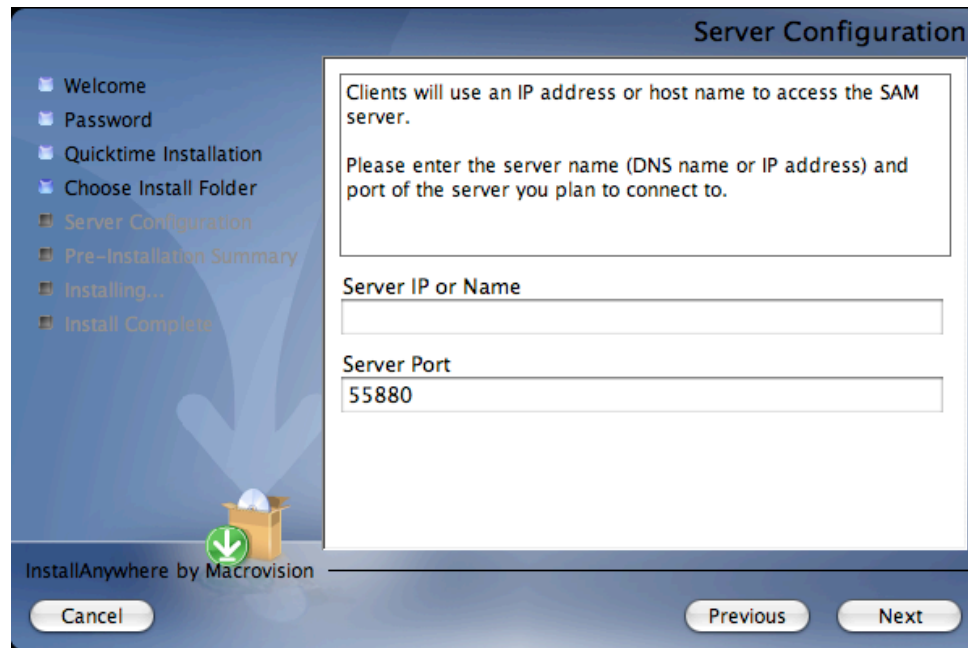 Server Configuration
Welcome
Password
Quicktime Installation
Choose Install Folder
Server Configuration
Pre-Installation Summary
Installing...
Install Complete
Clients will use an IP address or host name to access the SAM
server.
Please enter the server name (DNS name or IP address) and
port of the server you plan to connect to.
Server IP or Name
Server Port
55880
InstallAnywhere by Macrovision
Cancel
Previous
Next